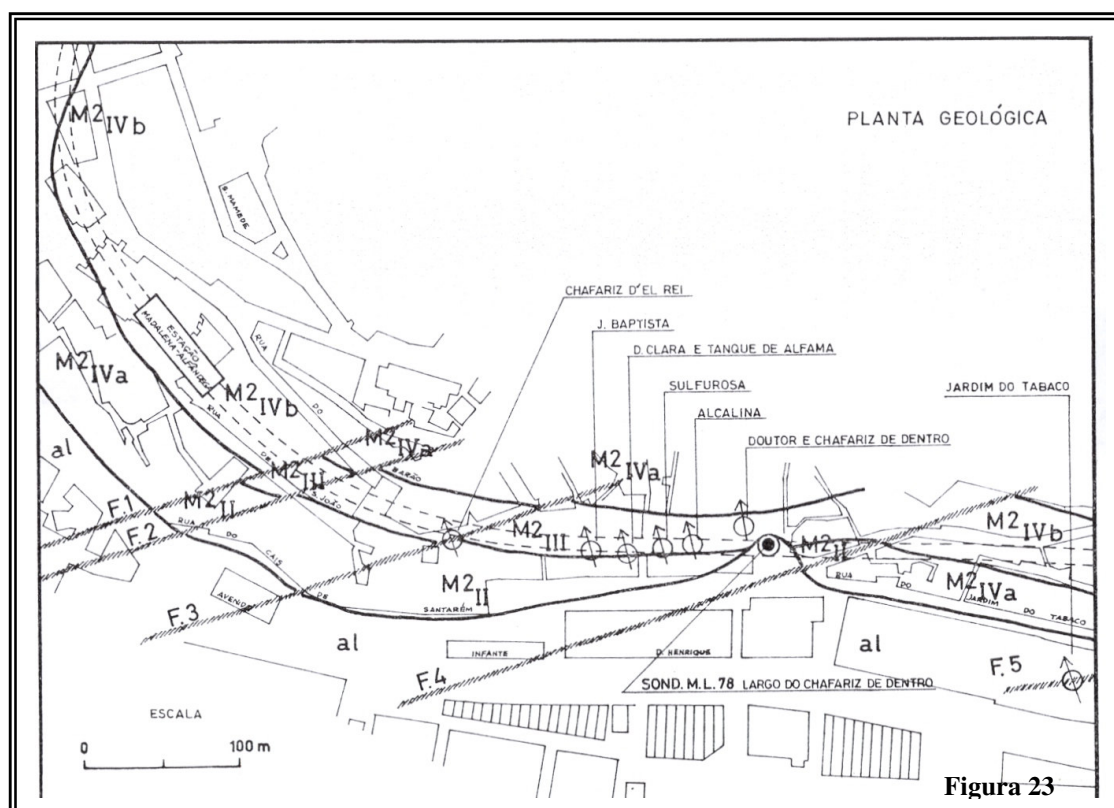 M²IVb
PLANTA GEOLÓGICA
S. MAMEDE
CHAFARIZ D'EL REI
J. BAPTISTA
D. CLARA E TANQUE DE ALFAMA
SULFUROSA
ALCALINA
DOUTOR E CHAFARIZ DE DENTRO
JARDIM DO TABACO
ESTAÇÃO
MADALENA-ALFANDEGA
RUA
DO
BARÃO
M²IVa
M²IVb
al
RUA
DE
S. JOÃO
M²IVa
M²III
M²II
F.1
F.2
M²IVa
M²III
M²II
M²IVb
M²IVa
RUA
DO
CAIS
DE
SANTARÉM
M²II
RUA
DO
JARDIM
DO
TABACO
F.3
AVENIDA
INFANTE
D. HENRIQUE
al
al
F.4
F.5
SOND. M.L. 78 LARGO DO CHAFARIZ DE DENTRO
ESCALA
0 100 m
Figura 23